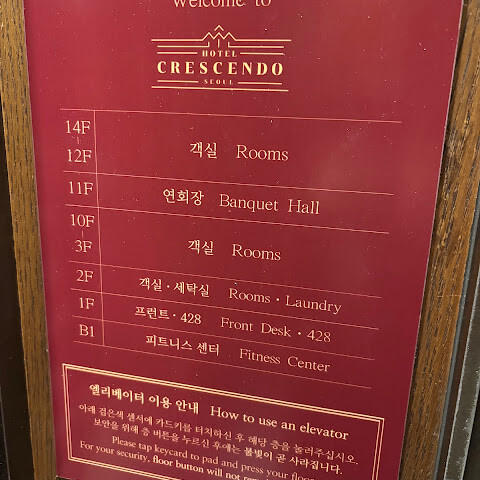 Welcome to
HOTEL
CRESCENDO
SEOUL
14F
12F
객실 Rooms
11F 연회장 Banquet Hall
10F
3F
객실 Rooms
2F 객실·세탁실 Rooms·Laundry
1F 프런트·428 Front Desk·428
B1 피트니스 센터 Fitness Center
엘리베이터 이용 안내 How to use an elevator
아래 검은색 센서에 카드키를 터치하신 후 해당 층을 눌러주십시오.
보안을 위해 층 버튼을 누르신 후에는 불빛이 곧 사라집니다.
Please tap keycard to pad and press your floor
For your security, floor button will not